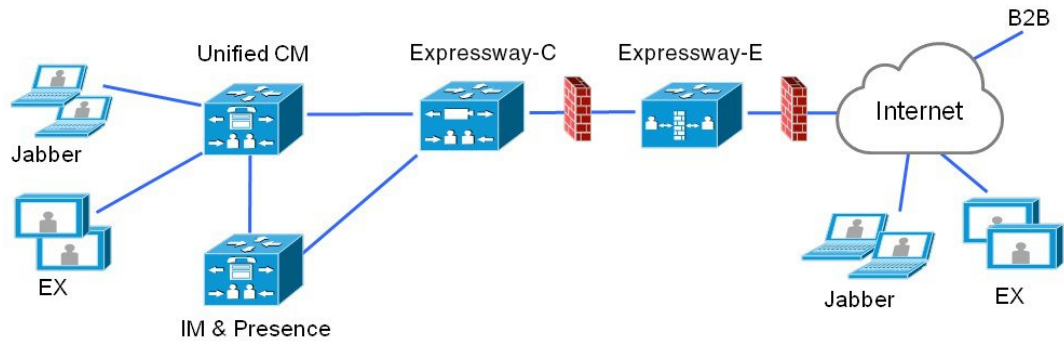 B2B
Unified CM
Expressway-C
Expressway-E
Internet
Jabber
EX
IM & Presence
Jabber
EX